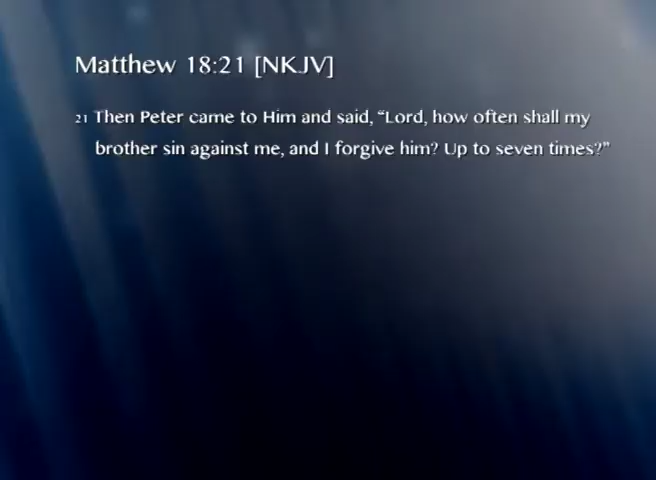 Matthew 18:21 [NKJV]
21 Then Peter came to Him and said, “Lord, how often shall my
brother sin against me, and I forgive him? Up to seven times?”